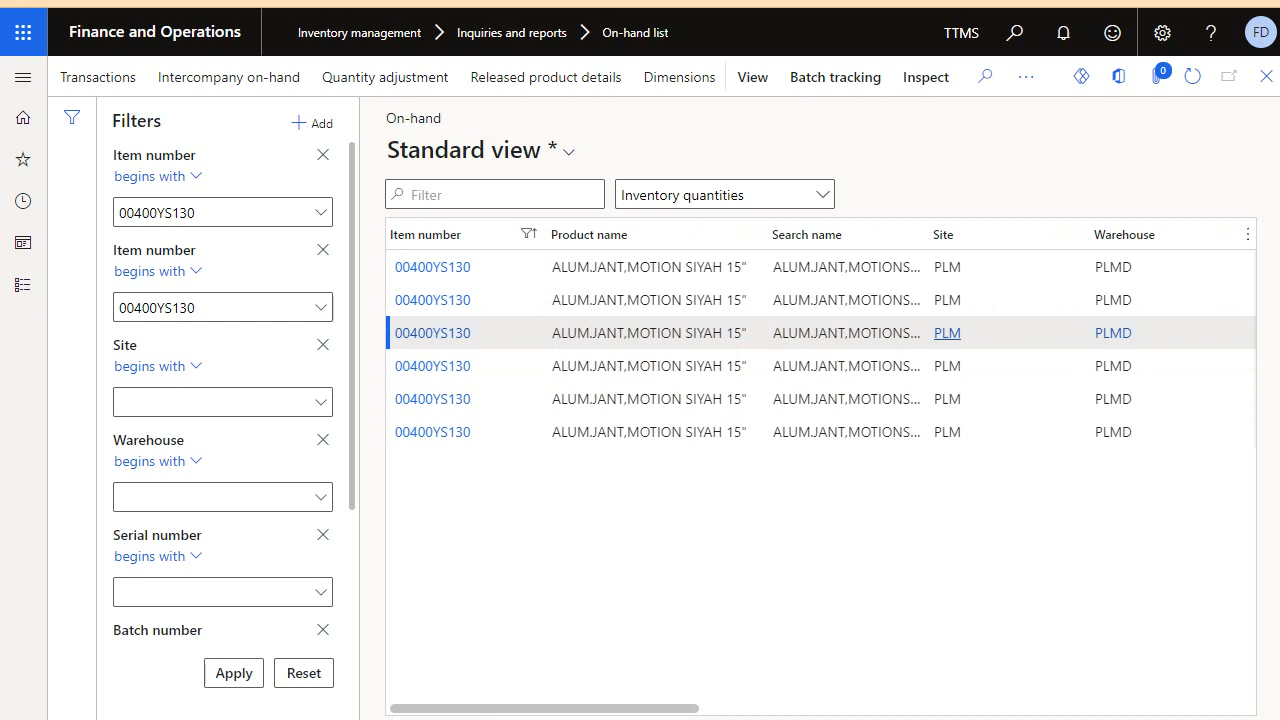 Finance and Operations
Inventory management
Inquiries and reports
On-hand list
TTMS
FD
Transactions
Intercompany on-hand
Quantity adjustment
Released product details
Dimensions
View
Batch tracking
Inspect
0
Filters
Add
Item number
begins with
00400YS130
Item number
begins with
00400YS130
Site
begins with
Warehouse
begins with
Serial number
begins with
Batch number
Apply
Reset
On-hand
Standard view *
Filter
Inventory quantities
Item number Product name Search name Site Warehouse
00400YS130 ALUM.JANT,MOTION SIYAH 15" ALUM.JANT,MOTIONS... PLM PLMD
00400YS130 ALUM.JANT,MOTION SIYAH 15" ALUM.JANT,MOTIONS... PLM PLMD
00400YS130 ALUM.JANT,MOTION SIYAH 15" ALUM.JANT,MOTIONS... PLM PLMD
00400YS130 ALUM.JANT,MOTION SIYAH 15" ALUM.JANT,MOTIONS... PLM PLMD
00400YS130 ALUM.JANT,MOTION SIYAH 15" ALUM.JANT,MOTIONS... PLM PLMD
00400YS130 ALUM.JANT,MOTION SIYAH 15" ALUM.JANT,MOTIONS... PLM PLMD